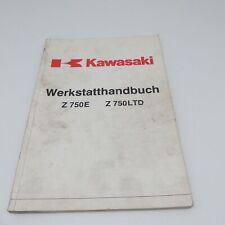 Kawasaki
Werkstatthandbuch
Z 750E Z 750LTD